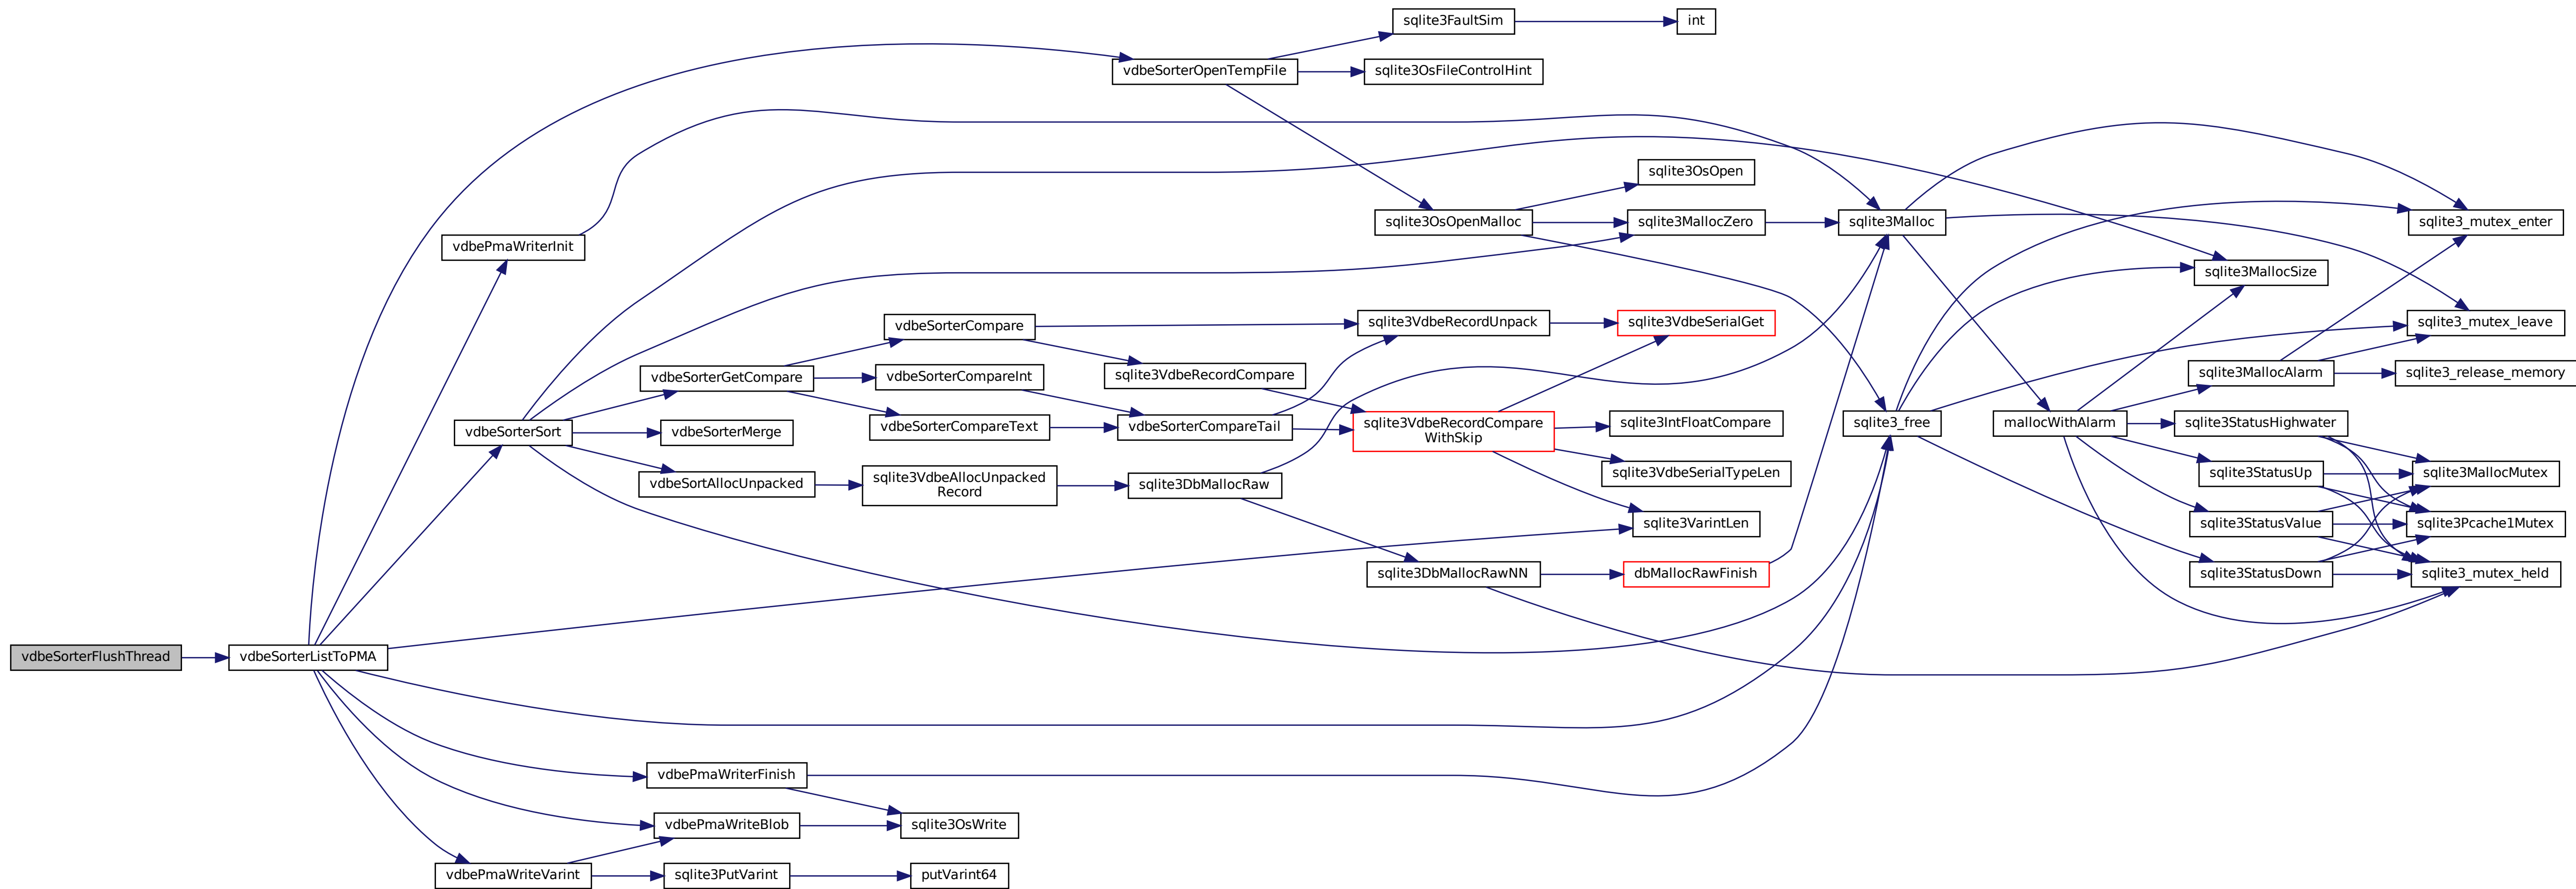 vdbeSorterFlushThread
vdbeSorterListToPMA
vdbePmaWriterInit
vdbeSorterSort
vdbePmaWriteVarint
vdbeSorterGetCompare
vdbeSorterMerge
vdbeSortAllocUnpacked
vdbePmaWriterFinish
vdbePmaWriteBlob
sqlite3PutVarint
vdbeSorterCompare
vdbeSorterCompareInt
vdbeSorterCompareText
sqlite3VdbeAllocUnpacked
Record
sqlite3OsWrite
putVarint64
vdbeSorterOpenTempFile
sqlite3VdbeRecordCompare
vdbeSorterCompareTail
sqlite3DbMallocRaw
sqlite3FaultSim
sqlite3OsFileControlHint
sqlite3OsOpenMalloc
sqlite3VdbeRecordUnpack
sqlite3VdbeRecordCompare
WithSkip
sqlite3DbMallocRawNN
int
sqlite3OsOpen
sqlite3MallocZero
sqlite3VdbeSerialGet
sqlite3IntFloatCompare
sqlite3VdbeSerialTypeLen
sqlite3VarintLen
dbMallocRawFinish
sqlite3Malloc
sqlite3_free
mallocWithAlarm
sqlite3MallocSize
sqlite3MallocAlarm
sqlite3StatusHighwater
sqlite3StatusUp
sqlite3StatusValue
sqlite3StatusDown
sqlite3_mutex_enter
sqlite3_mutex_leave
sqlite3_release_memory
sqlite3MallocMutex
sqlite3Pcache1Mutex
sqlite3_mutex_held